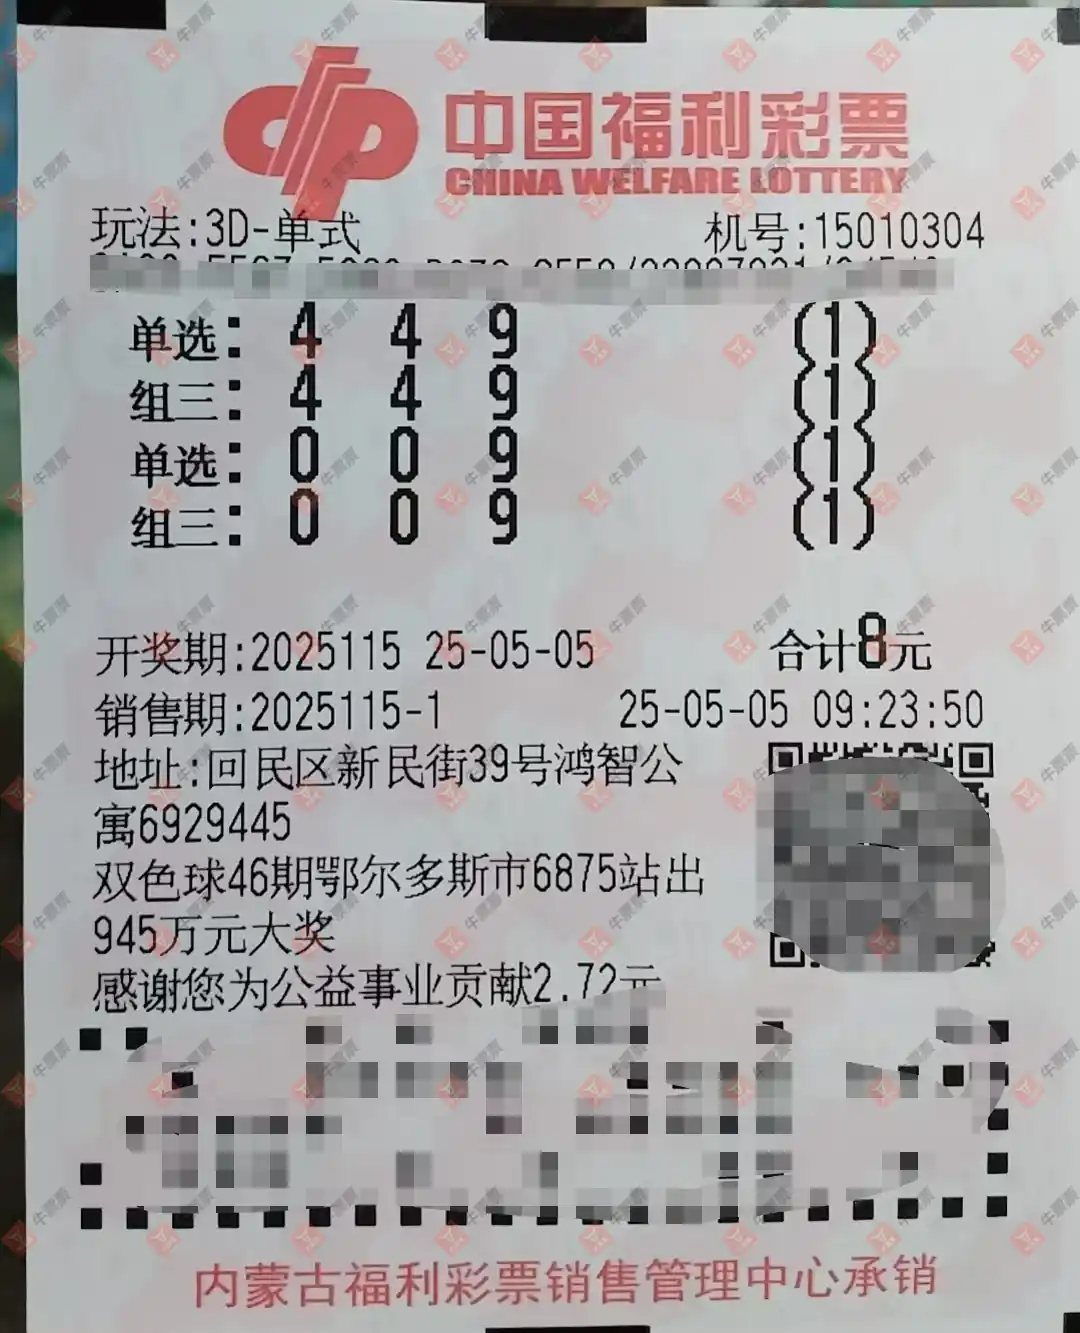 中国福利彩票
CHINA WELFARE LOTTERY
玩法:3D-单式 机号:15010304
单选: 4 4 9 (1)
组三: 4 4 9 (1)
单选: 0 0 9 (1)
组三: 0 0 9 (1)
开奖期:2025115 25-05-05 合计8元
销售期:2025115-1 25-05-05 09:23:50
地址:回民区新民街39号鸿智公
寓6929445
双色球46期鄂尔多斯市6875站出
945万元大奖
感谢您为公益事业贡献2.72元
内蒙古福利彩票销售管理中心承销
牛票票